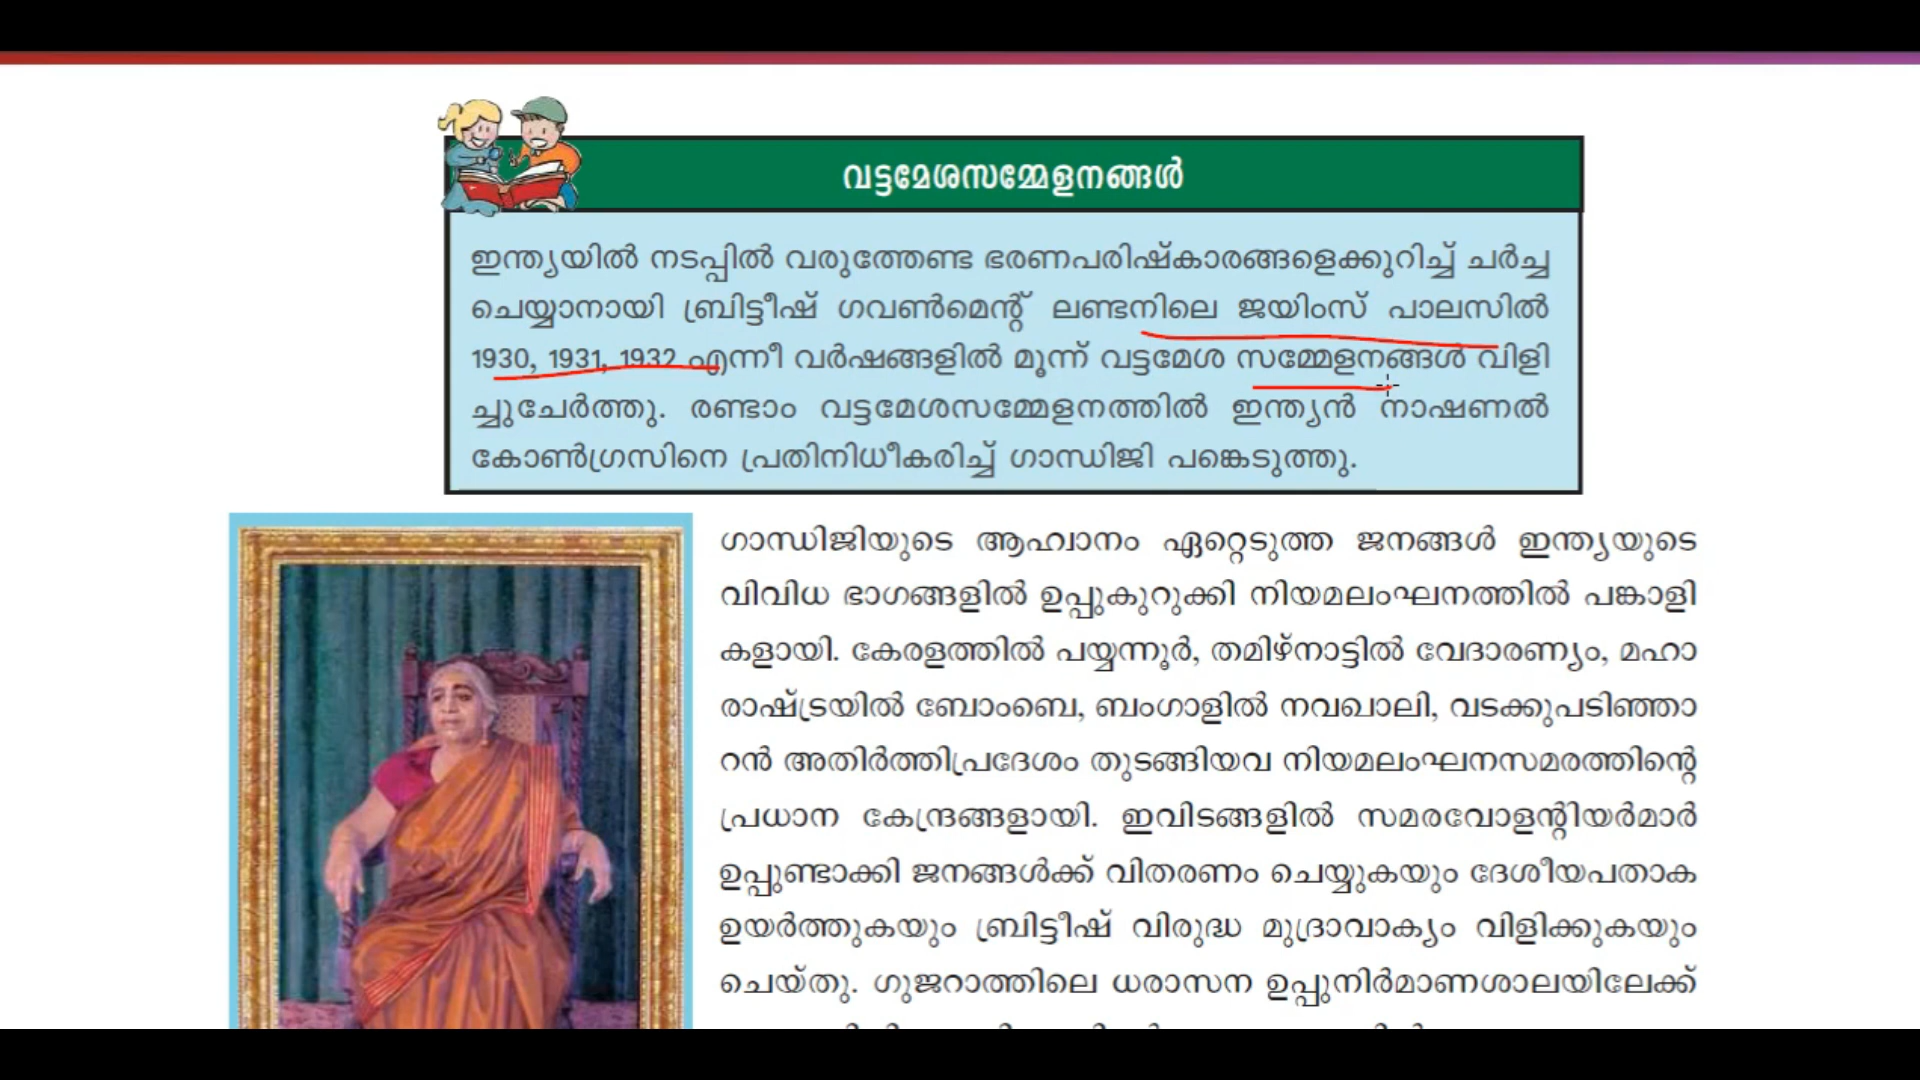 വട്ടമേശസമ്മേളനങ്ങൾ
ഇന്ത്യയിൽ നടപ്പിൽ വരുത്തേണ്ട ഭരണപരിഷ്കാരങ്ങളെക്കുറിച്ച് ചർച്ച
ചെയ്യാനായി ബ്രിട്ടീഷ് ഗവൺമെന്റ് ലണ്ടനിലെ ജയിംസ് പാലസിൽ
1930, 1931, 1932 എന്നീ വർഷങ്ങളിൽ മൂന്ന് വട്ടമേശ സമ്മേളനങ്ങൾ വിളി
ച്ചുചേർത്തു. രണ്ടാം വട്ടമേശസമ്മേളനത്തിൽ ഇന്ത്യൻ നാഷണൽ
കോൺഗ്രസിനെ പ്രതിനിധീകരിച്ച് ഗാന്ധിജി പങ്കെടുത്തു.
ഗാന്ധിജിയുടെ ആഹ്വാനം ഏറ്റെടുത്ത ജനങ്ങൾ ഇന്ത്യയുടെ
വിവിധ ഭാഗങ്ങളിൽ ഉപ്പുകുറുക്കി നിയമലംഘനത്തിൽ പങ്കാളി
കളായി. കേരളത്തിൽ പയ്യന്നൂർ, തമിഴ്നാട്ടിൽ വേദാരണ്യം, മഹാ
രാഷ്ട്രയിൽ ബോംബെ, ബംഗാളിൽ നവഖാലി, വടക്കുപടിഞ്ഞാ
റൻ അതിർത്തിപ്രദേശം തുടങ്ങിയവ നിയമലംഘനസമരത്തിന്റെ
പ്രധാന കേന്ദ്രങ്ങളായി. ഇവിടങ്ങളിൽ സമരവോളന്റിയർമാർ
ഉപ്പുണ്ടാക്കി ജനങ്ങൾക്ക് വിതരണം ചെയ്യുകയും ദേശീയപതാക
ഉയർത്തുകയും ബ്രിട്ടീഷ് വിരുദ്ധ മുദ്രാവാക്യം വിളിക്കുകയും
ചെയ്തു. ഗുജറാത്തിലെ ധരാസന ഉപ്പുനിർമാണശാലയിലേക്ക്